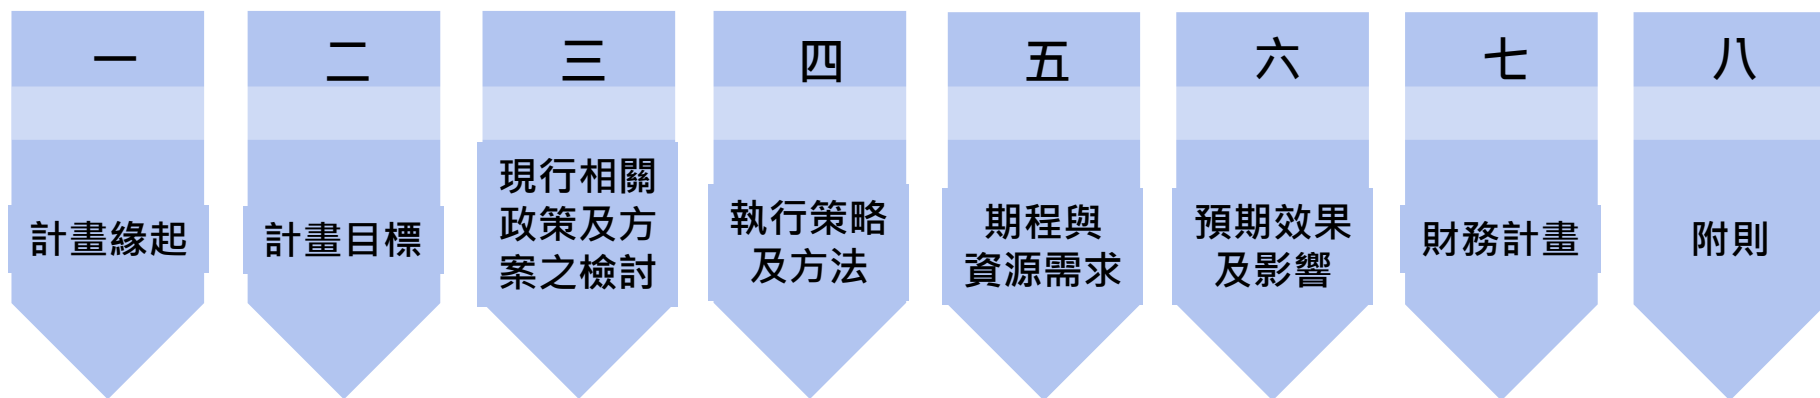 一
計畫緣起
二
計畫目標
三
現行相關
政策及方
案之檢討
四
執行策略
及方法
五
期程與
資源需求
六
預期效果
及影響
七
財務計畫
八
附則